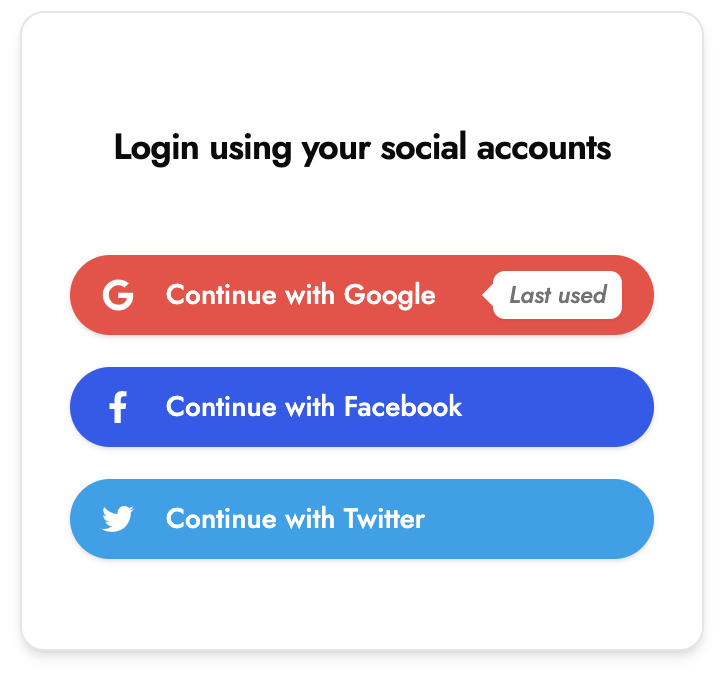 Login using your social accounts
Continue with Google Last used
Continue with Facebook
Continue with Twitter